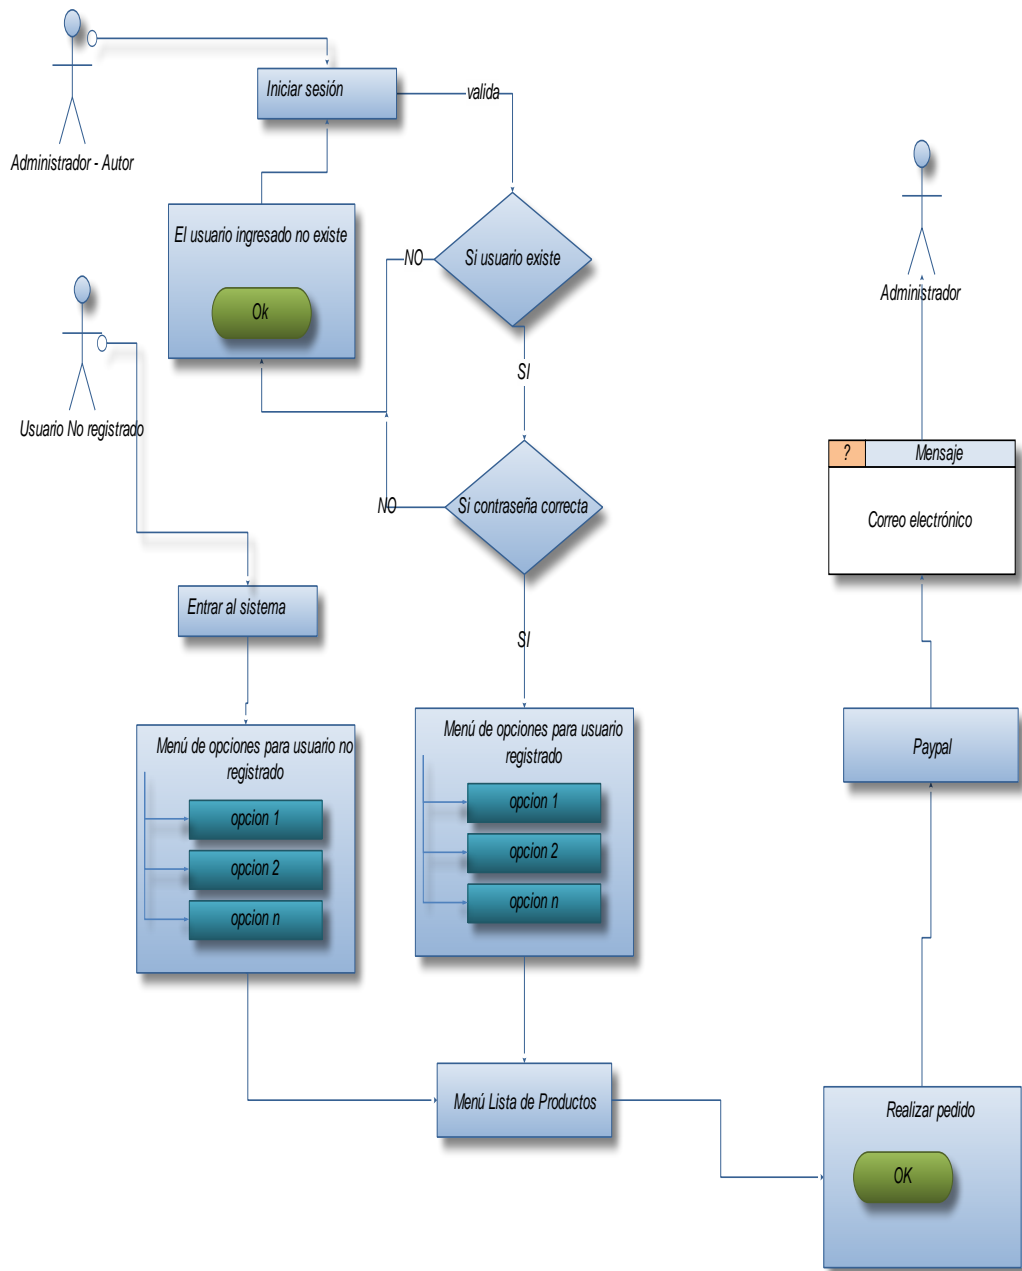 Iniciar sesión
valida
Administrador - Autor
El usuario ingresado no existe
Ok
NO
Si usuario existe
Administrador
SI
Usuario No registrado
? Mensaje
Correo electrónico
NO
Si contraseña correcta
Entrar al sistema
SI
Menú de opciones para usuario no
registrado
opcion 1
opcion 2
opcion n
Menú de opciones para usuario
registrado
opcion 1
opcion 2
opcion n
Paypal
Menú Lista de Productos
Realizar pedido
OK